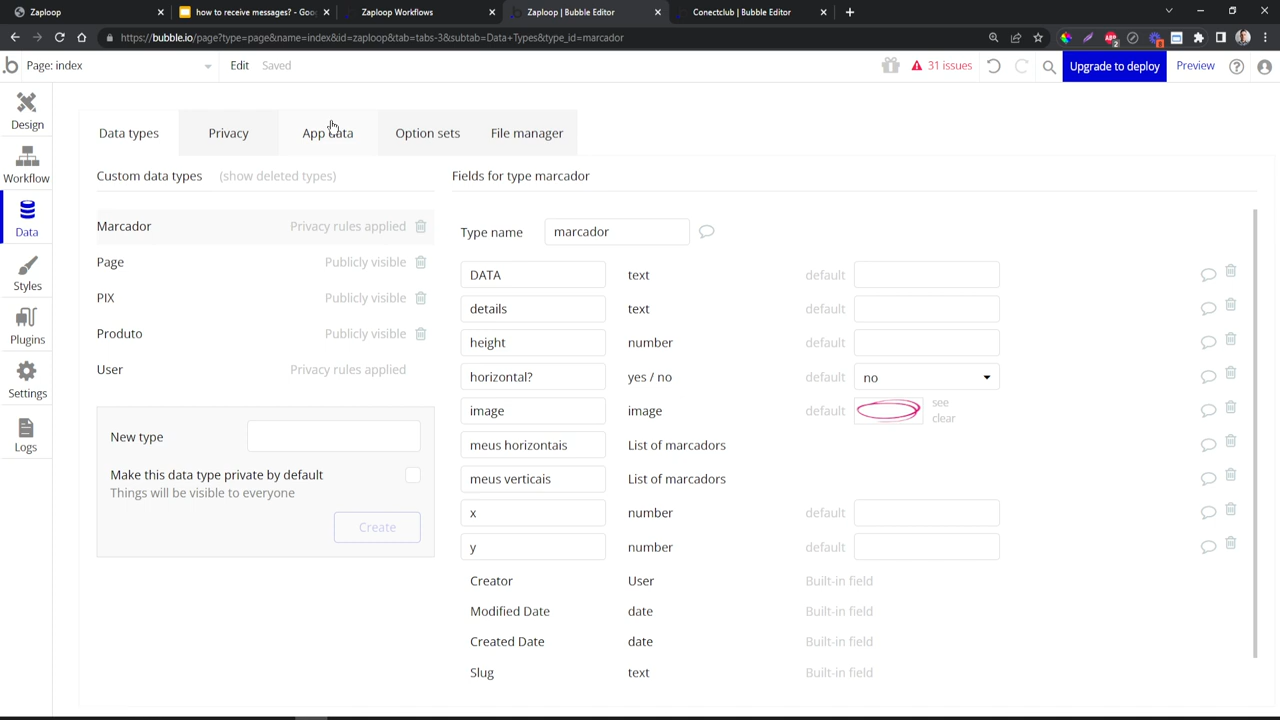 Zaploop
how to receive messages? - Goo
Zaploop Workflows
Zaploop | Bubble Editor
Conectclub | Bubble Editor
https://bubble.io/page?type=page&name=index&id=zaploop&tab=tabs-3&subtab=Data+Types&type_id=marcador
Page: index
Edit
Saved
31 issues
Upgrade to deploy
Preview
Design
Workflow
Data
Styles
Plugins
Settings
Logs
Data types
Privacy
App data
Option sets
File manager
Custom data types (show deleted types)
Marcador Privacy rules applied
Page Publicly visible
PIX Publicly visible
Produto Publicly visible
User Privacy rules applied
New type
Make this data type private by default
Things will be visible to everyone
Create
Fields for type marcador
Type name marcador
DATA text default
details text default
height number default
horizontal? yes / no default no
image image default see
clear
meus horizontais List of marcadors
meus verticais List of marcadors
x number default
y number default
Creator User Built-in field
Modified Date date Built-in field
Created Date date Built-in field
Slug text Built-in field